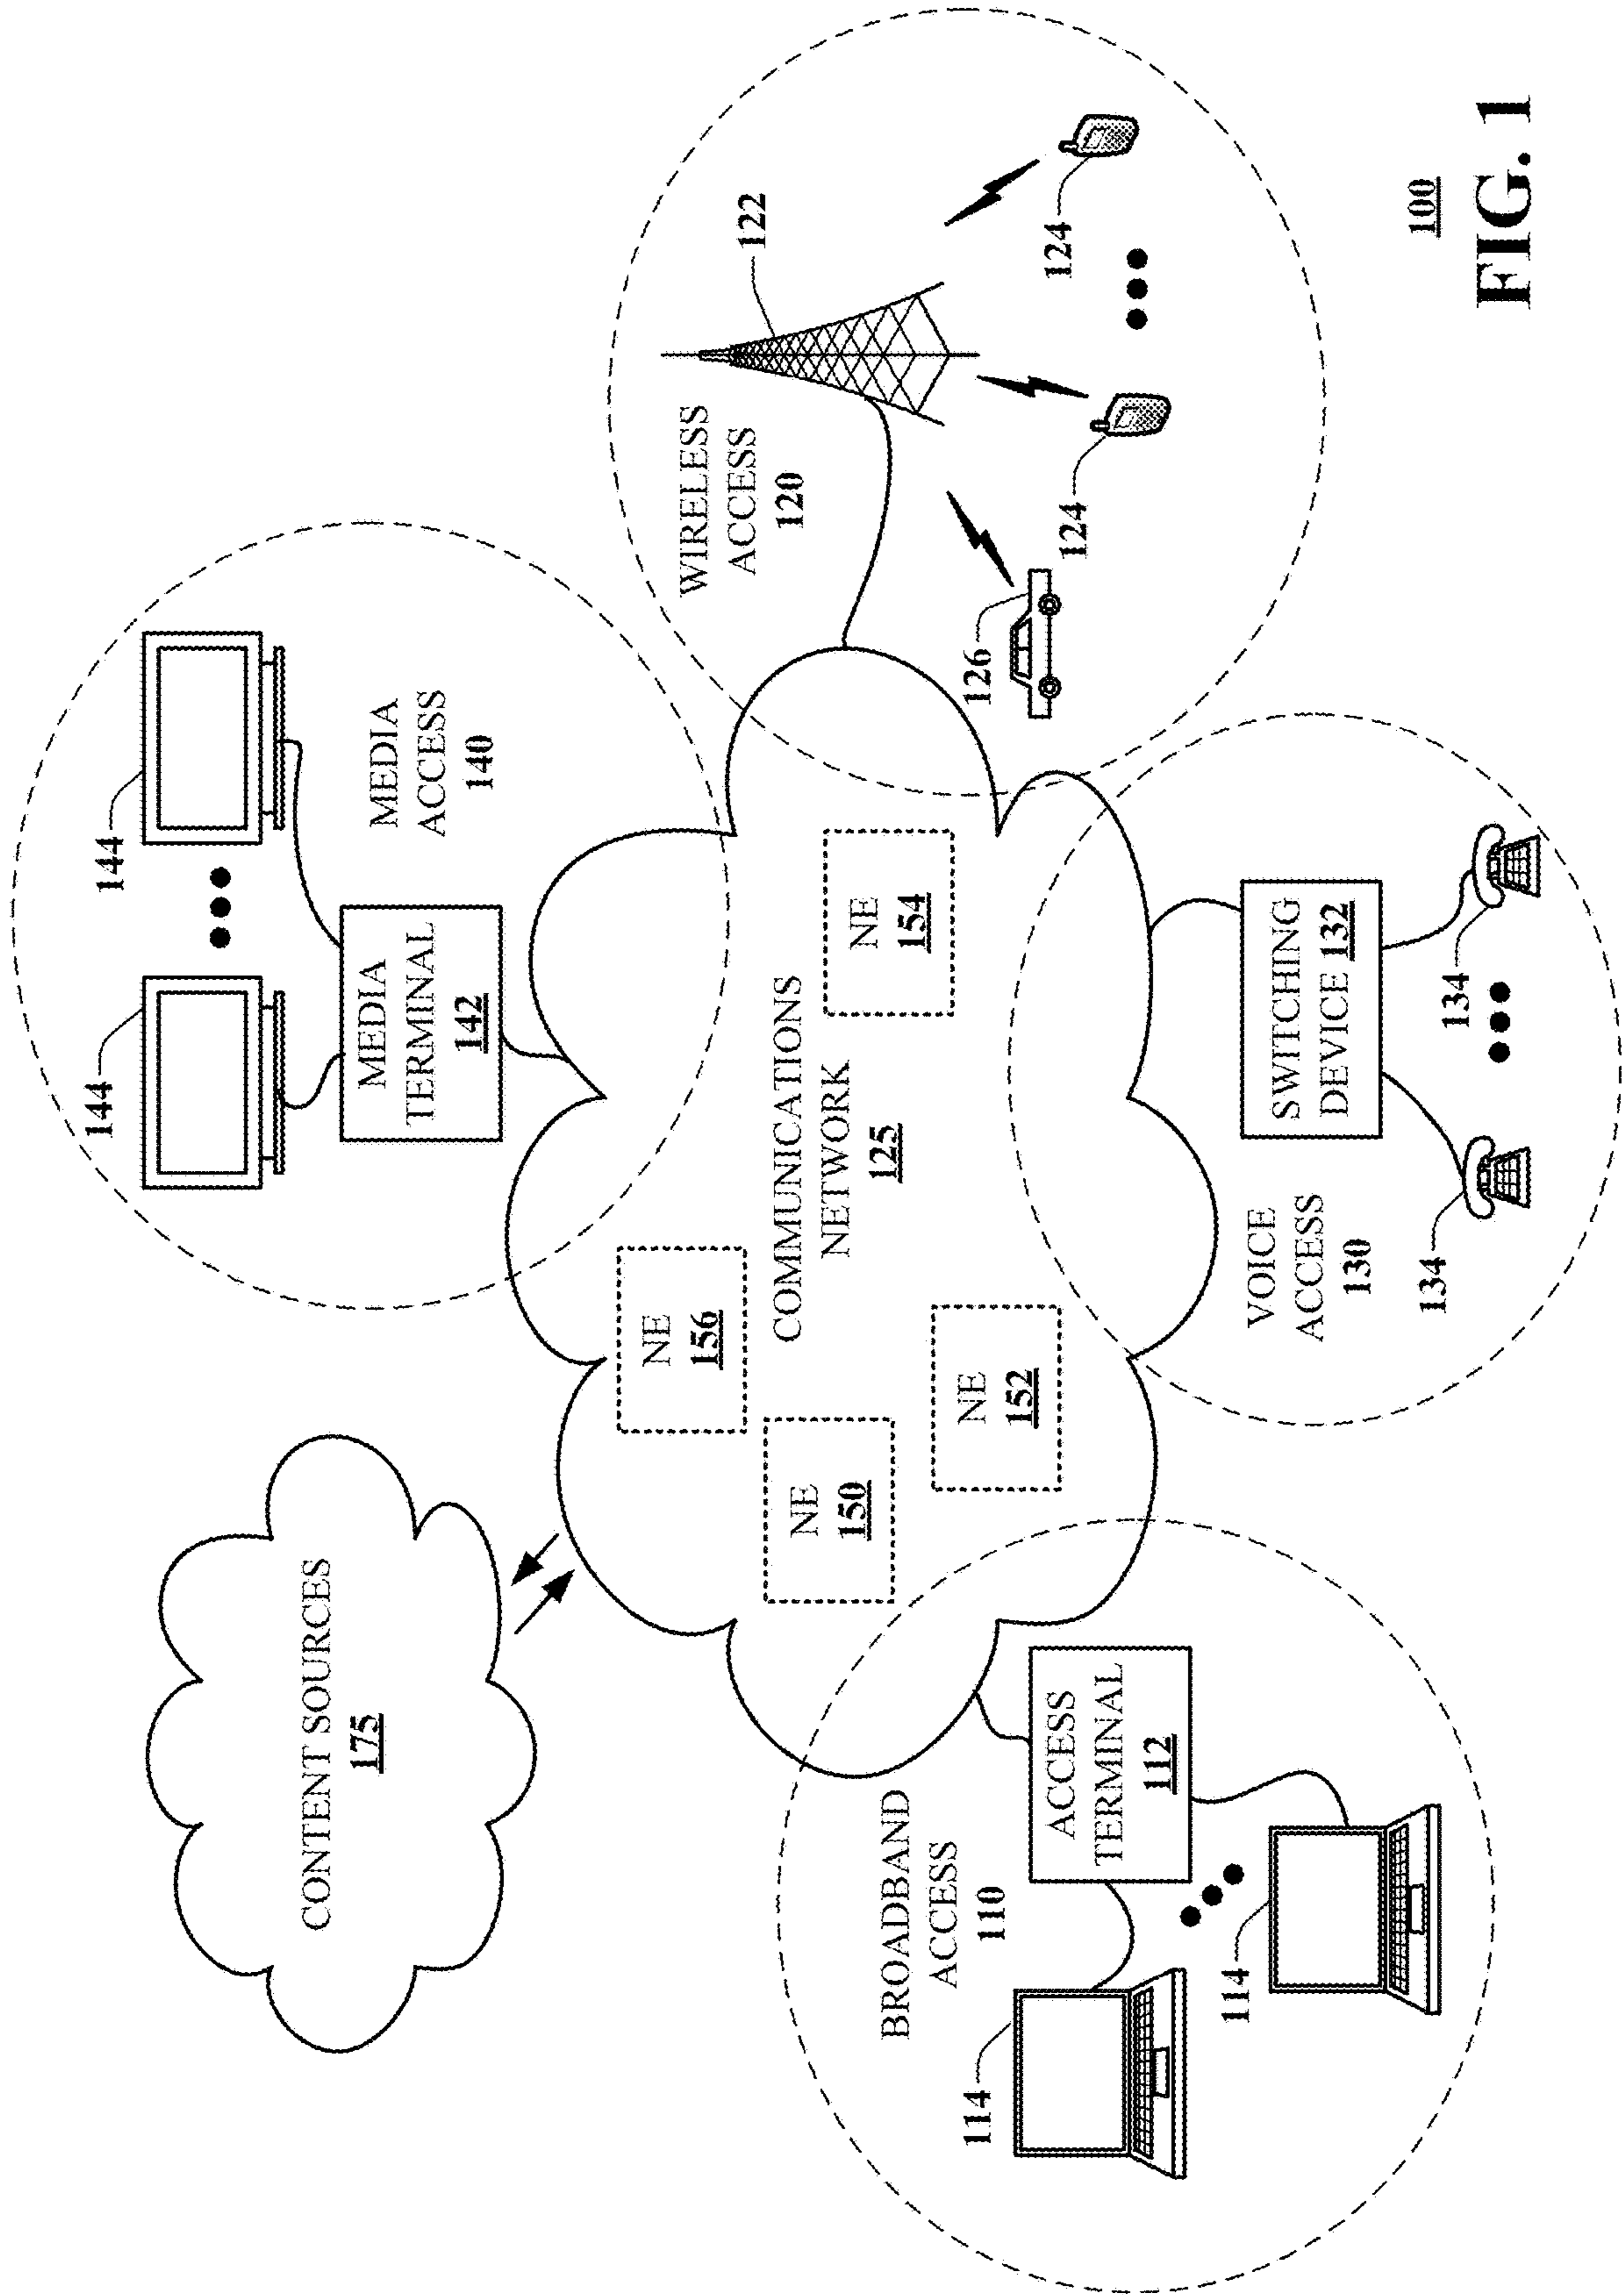 CONTENT SOURCES
175
144
144
MEDIA
TERMINAL
142
MEDIA
ACCESS
140
NE
156
NE
150
NE
152
COMMUNICATIONS
NETWORK
125
NE
154
WIRELESS
ACCESS
120
122
126
124
124
BROADBAND
ACCESS
110
ACCESS
TERMINAL
112
114
114
VOICE
ACCESS
130
SWITCHING
DEVICE 132
134
134
100
FIG. 1